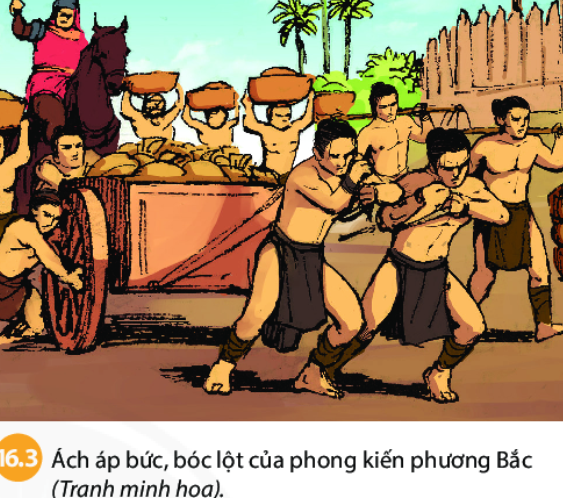 16.3 Ách áp bức, bóc lột của phong kiến phương Bắc
(Tranh minh hoạ).